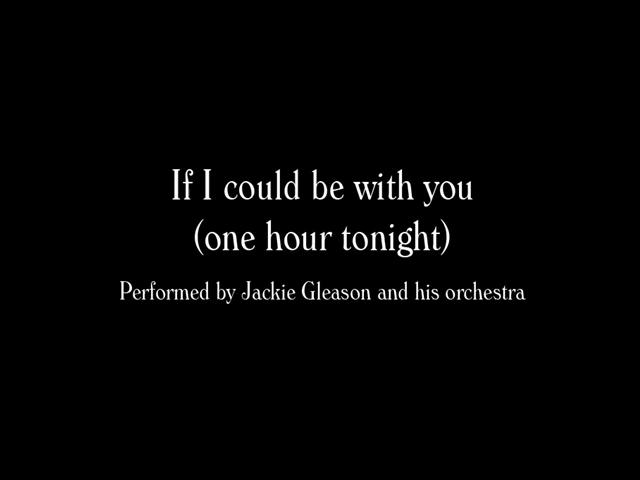 If I could be with you
(one hour tonight)
Performed by Jackie Gleason and his orchestra